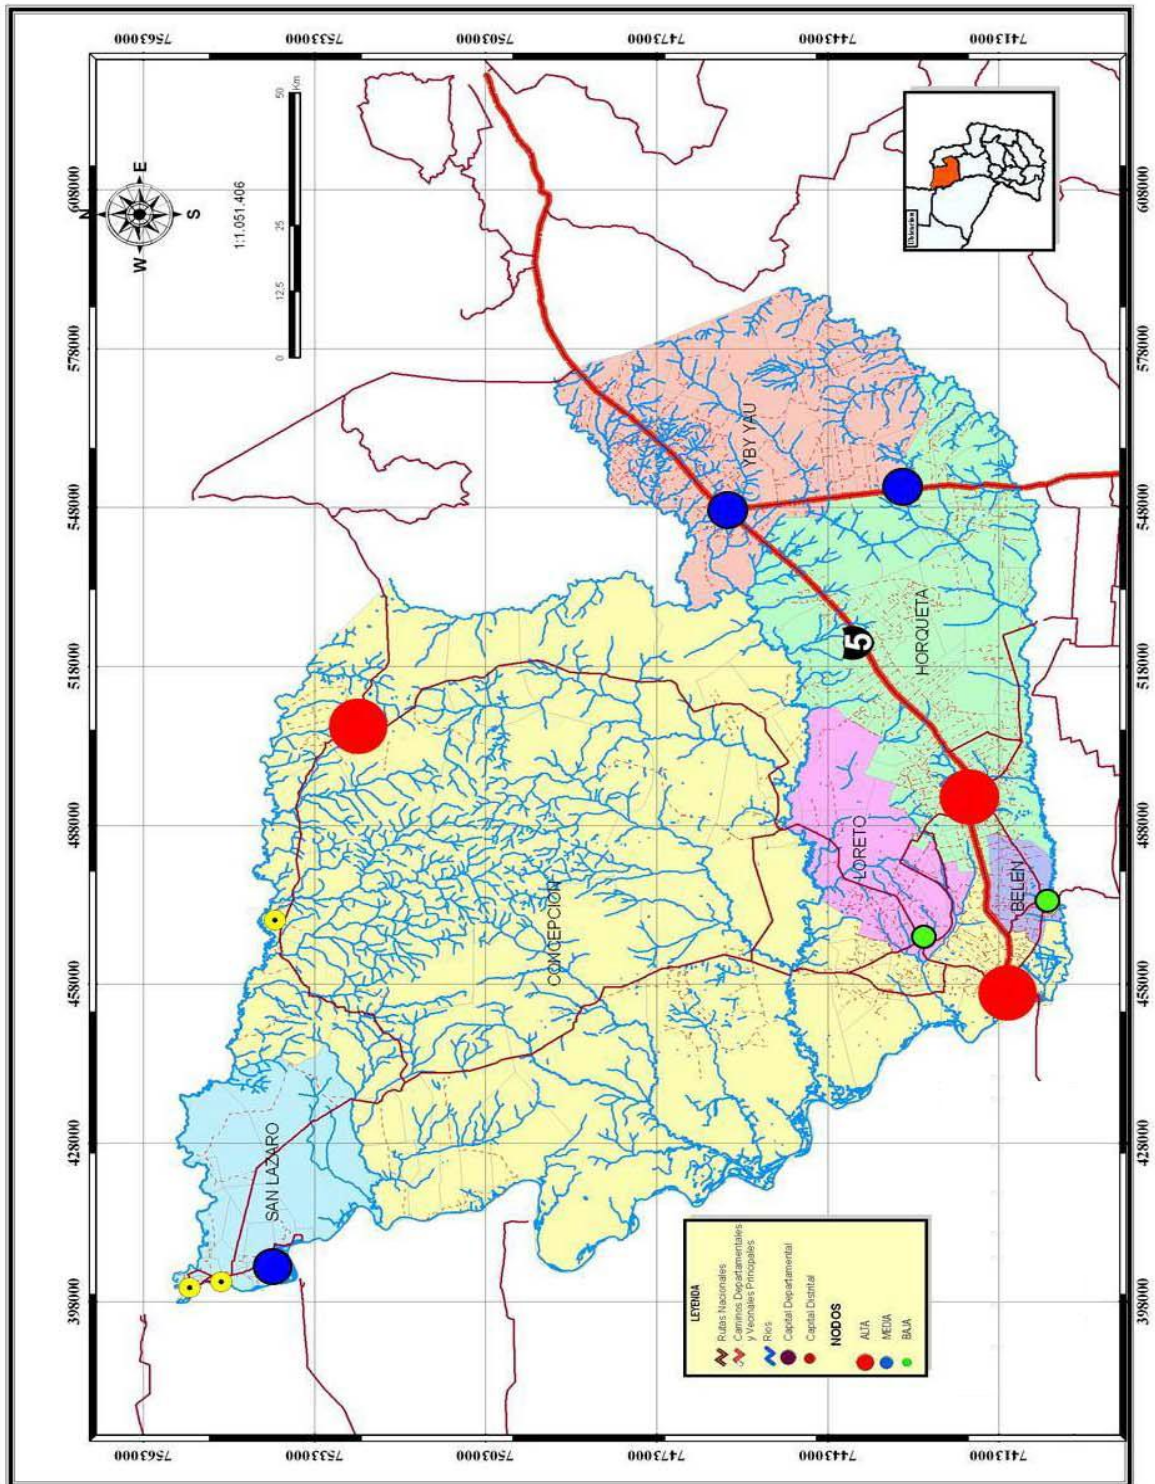 7563000
7533000
7503000
7473000
7443000
7413000
608000
578000
548000
518000
488000
458000
428000
398000
N
E
S
W
1:1.051.406
0
12,5
25
50
Km
608000
578000
548000
518000
488000
458000
428000
398000
YBY YAU
HORQUETA
5
LORETO
BELEN
CONCEPCION
SAN LAZARO
LEYENDA
Rutas Nacionales
Caminos Departamentales
y Vecinales Principales
Rios
Capital Departamental
Capital Distrital
NODOS
ALTA
MEDIA
BAJA
7563000
7533000
7503000
7473000
7443000
7413000